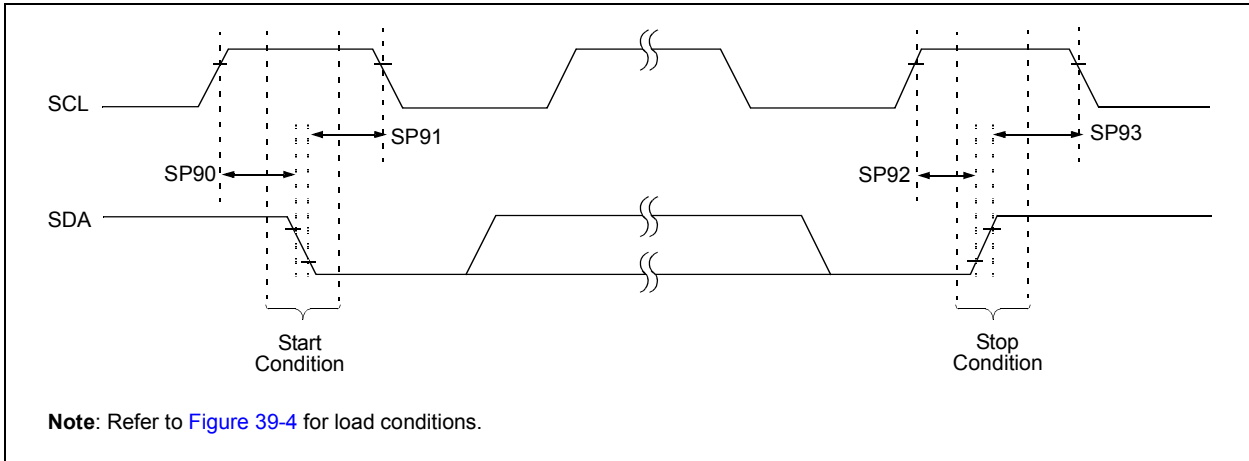 SCL
SP91
SP93
SP90
SP92
SDA
Start
Condition
Stop
Condition
Note: Refer to Figure 39-4 for load conditions.